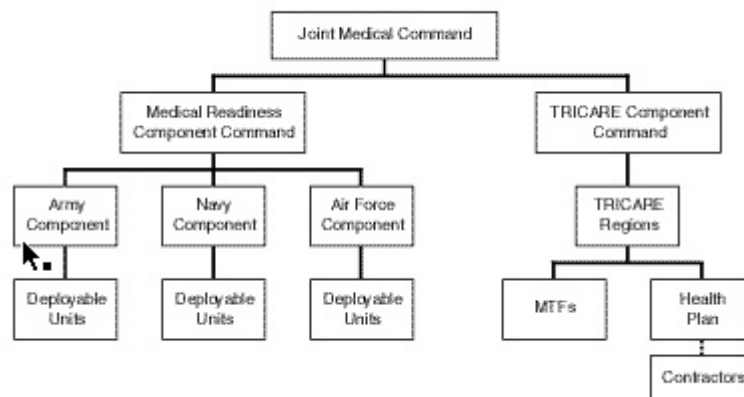 Joint Medical Command
Medical Readiness
Component Command
TRICARE Component
Command
Army
Component
Navy
Component
Air Force
Component
TRICARE
Regions
Deployable
Units
Deployable
Units
Deployable
Units
MTFs
Health
Plan
Contractors